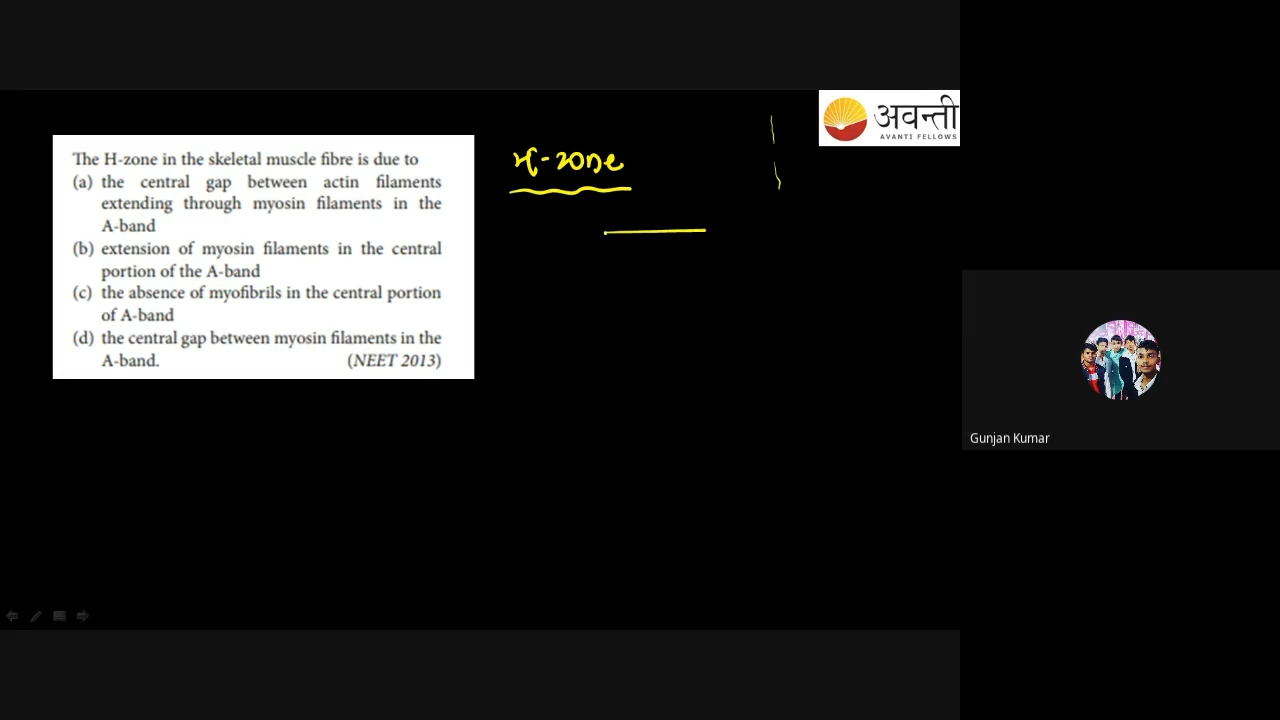 अवन्ती
AVANTI FELLOWS
The H-zone in the skeletal muscle fibre is due to
(a) the central gap between actin filaments
extending through myosin filaments in the
A-band
(b) extension of myosin filaments in the central
portion of the A-band
(c) the absence of myofibrils in the central portion
of A-band
(d) the central gap between myosin filaments in the
A-band. (NEET 2013)
H-zone
Gunjan Kumar